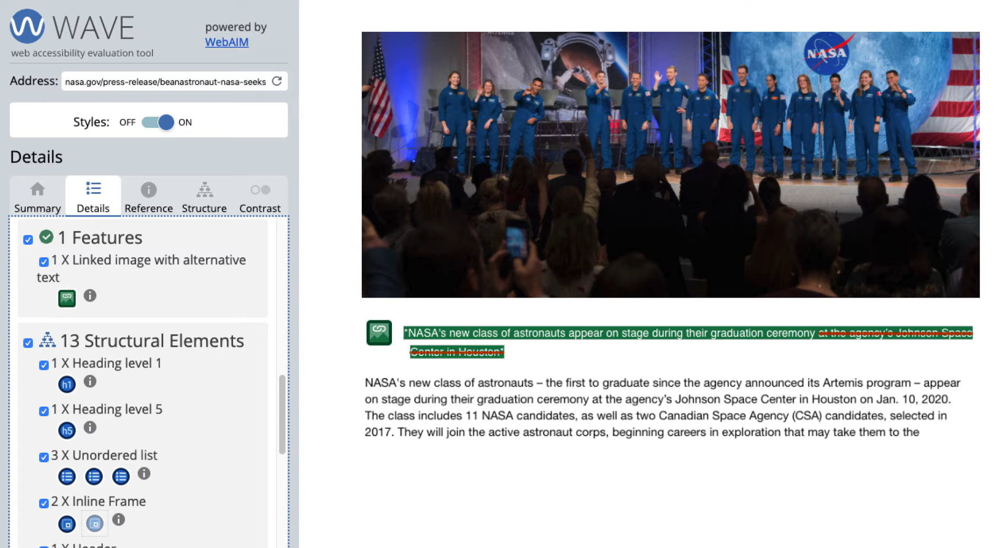 WAVE
powered by
WebAIM
web accessibility evaluation tool
Address: nasa.gov/press-release/beanastronaut-nasa-seeks
Styles: OFF ON
Details
Summary Details Reference Structure Contrast
1 Features
1 X Linked image with alternative
text
13 Structural Elements
1 X Heading level 1
h1
1 X Heading level 5
h5
3 X Unordered list
2 X Inline Frame
1 X Header
ARTEMIS
NASA
*NASA's new class of astronauts appear on stage during their graduation ceremony at the agency's Johnson Space
Center in Houston*
NASA's new class of astronauts – the first to graduate since the agency announced its Artemis program – appear
on stage during their graduation ceremony at the agency's Johnson Space Center in Houston on Jan. 10, 2020.
The class includes 11 NASA candidates, as well as two Canadian Space Agency (CSA) candidates, selected in
2017. They will join the active astronaut corps, beginning careers in exploration that may take them to the